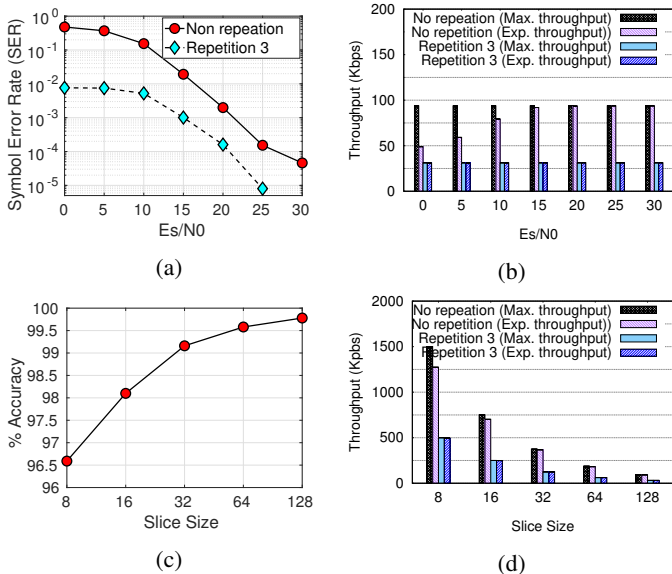 Symbol Error Rate (SER)
10^0
10^-1
10^-2
10^-3
10^-4
10^-5
Non repeation
Repetition 3
0 5 10 15 20 25 30
Es/N0
(a)
Throughput (Kbps)
200
150
100
50
0
No repeation (Max. throughput)
No repetition (Exp. throughput))
Repetition 3 (Max. throughput)
Repetition 3 (Exp. throughput)
0 5 10 15 20 25 30
Es/N0
(b)
% Accuracy
100
99.5
99
98.5
98
97.5
97
96.5
96
8 16 32 64 128
Slice Size
(c)
Throughput (Kpbs)
2000
1500
1000
500
0
No repeation (Max. throughput)
No repetition (Exp. throughput))
Repetition 3 (Max. throughput)
Repetition 3 (Exp. throughput)
8 16 32 64 128
Slice Size
(d)